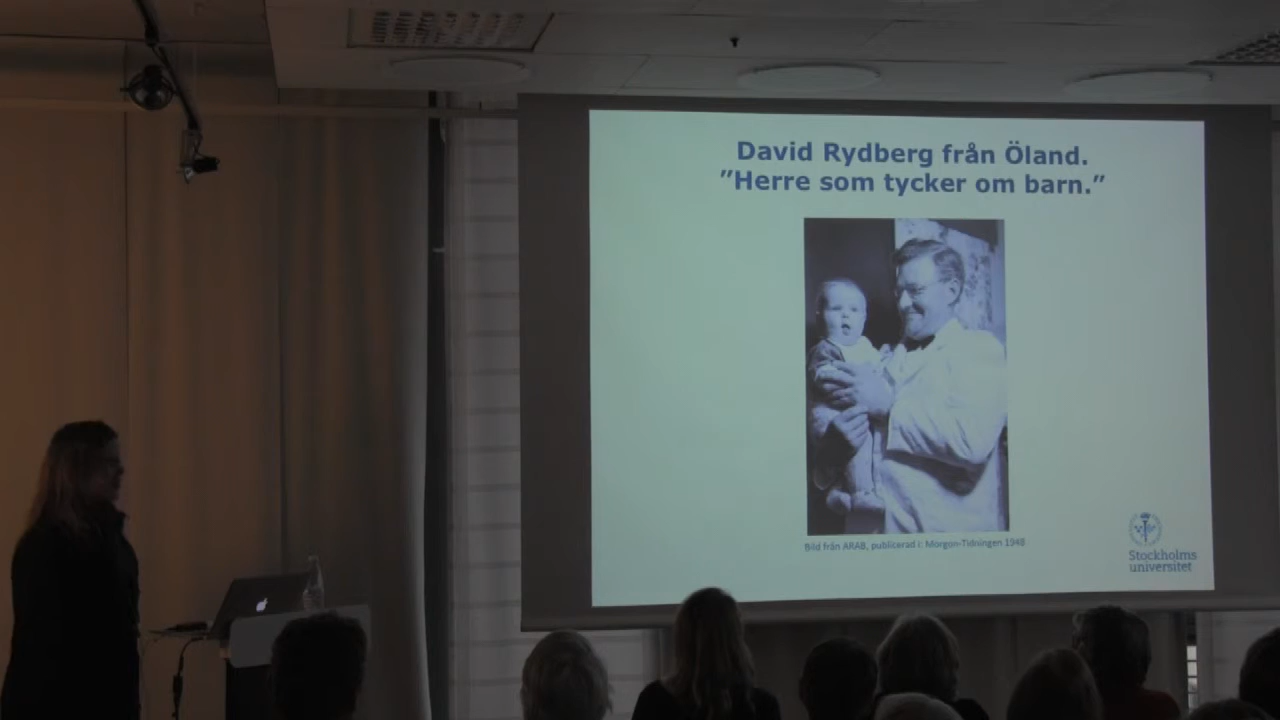 David Rydberg från Öland.
”Herre som tycker om barn.”
Bild från ARAB, publicerad i: Morgon-Tidningen 1948
Stockholms
universitet